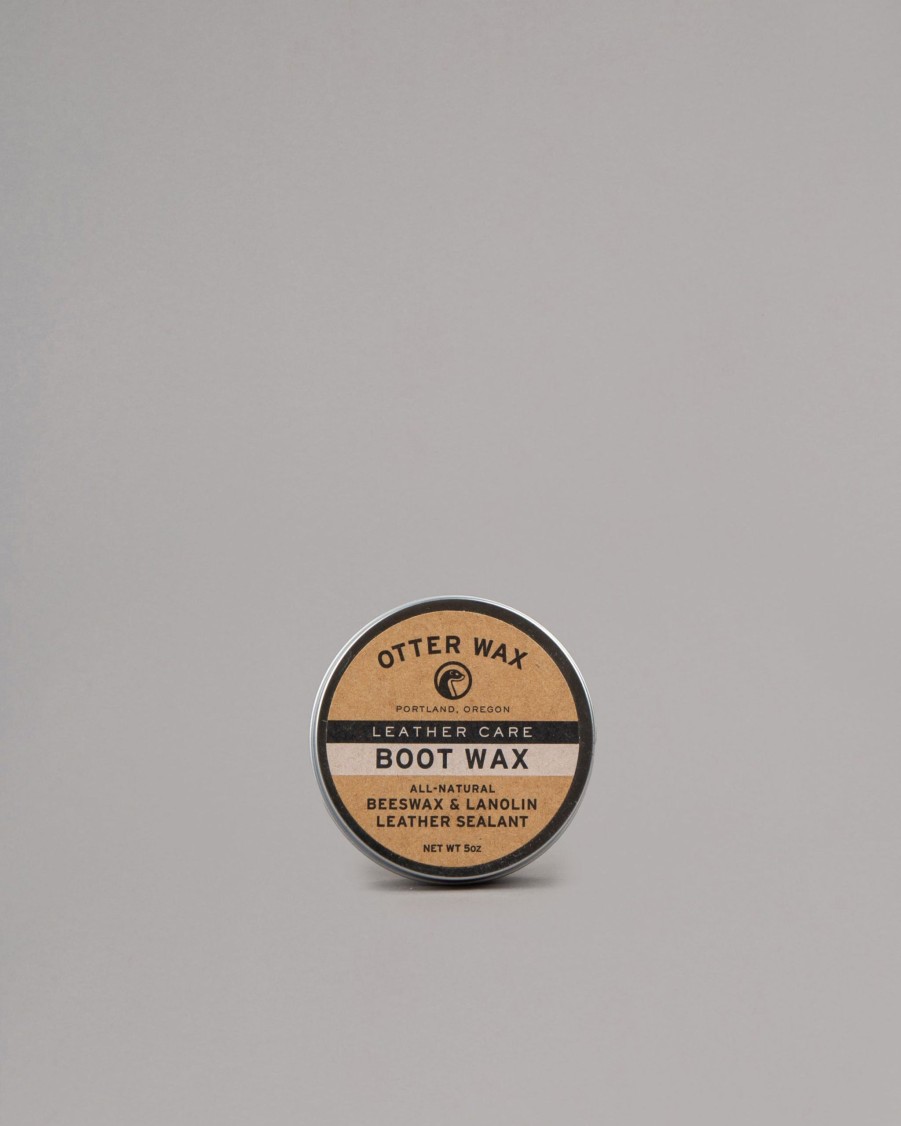 OTTER WAX
PORTLAND, OREGON
LEATHER CARE
BOOT WAX
ALL-NATURAL
BEESWAX & LANOLIN
LEATHER SEALANT
NET WT 5oz